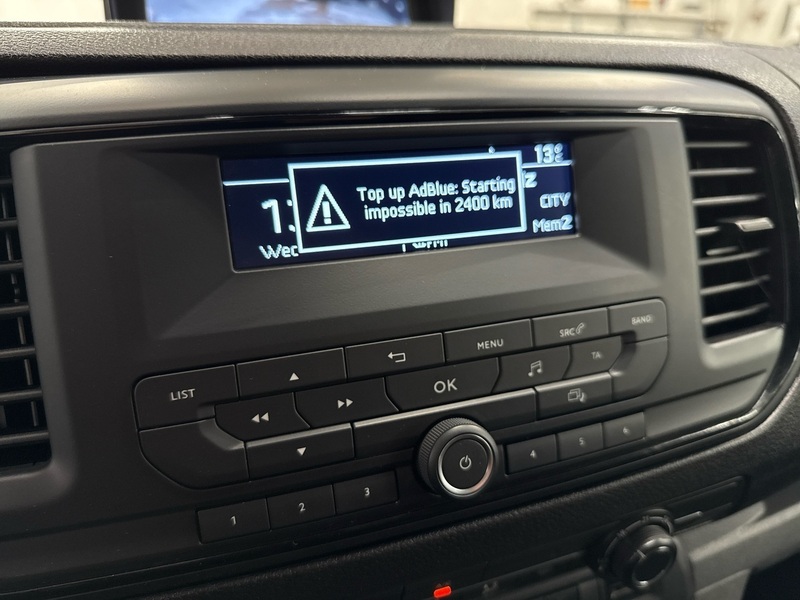 13
Top up AdBlue: Starting
impossible in 2400 km
CITY
Wed
Mem2
SRC
BAND
MENU
LIST
OK
TA
1
2
3
4
5
6